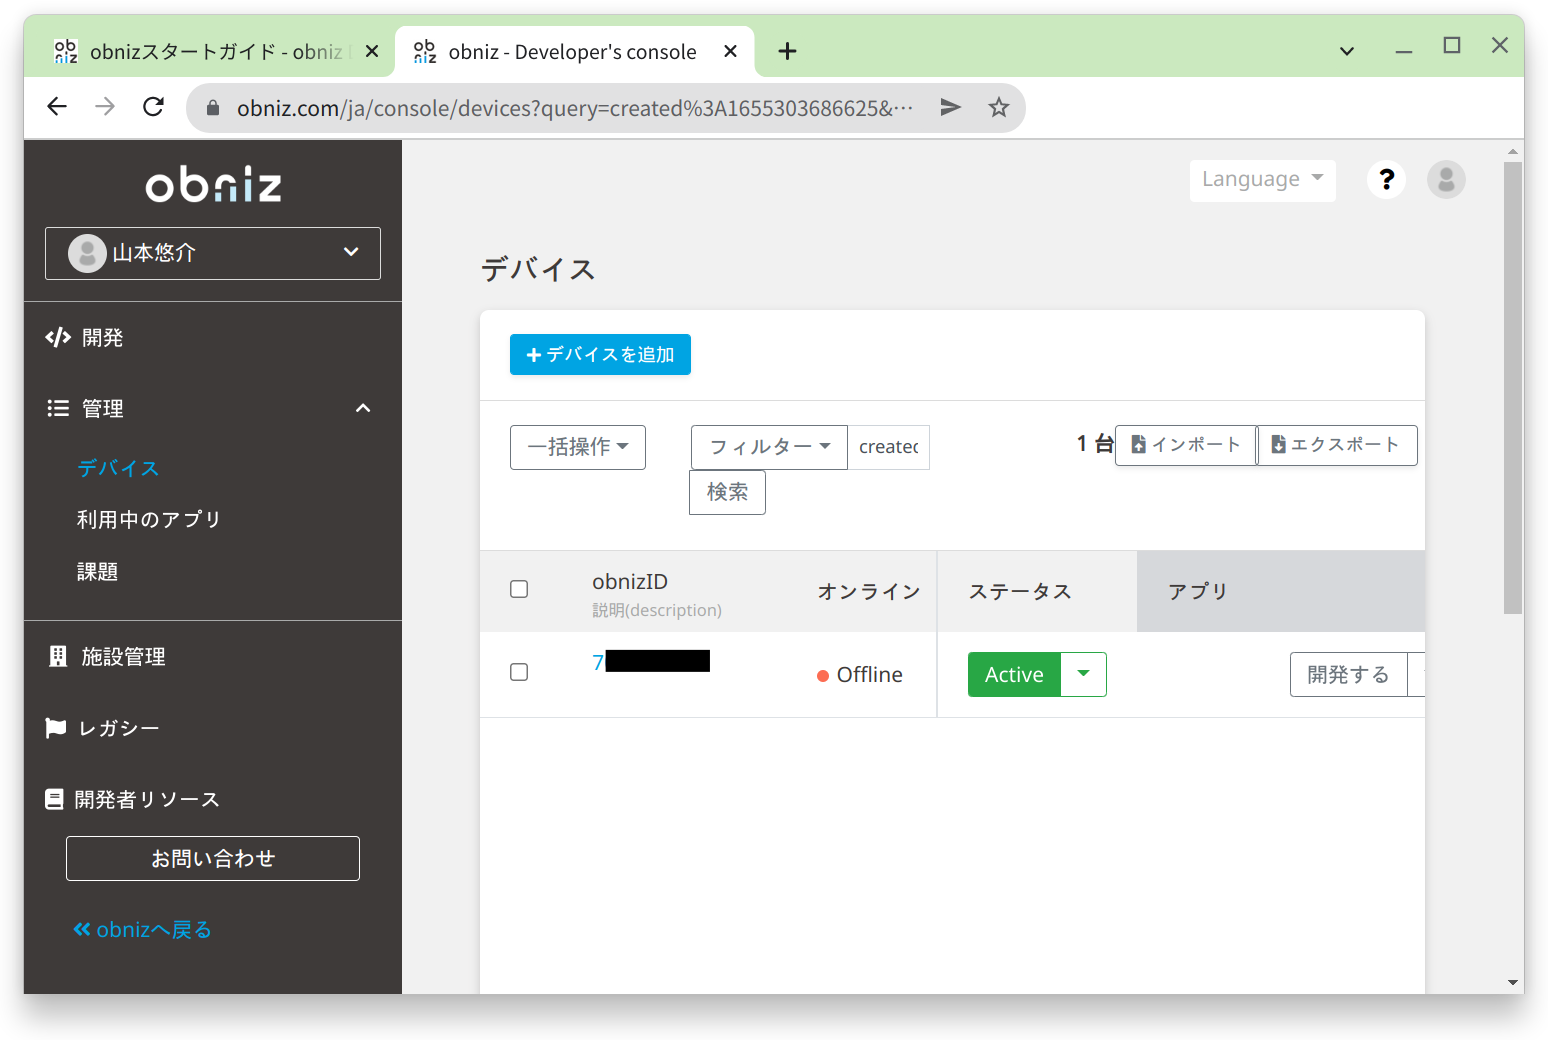 obnizスタートガイド - obniz
obniz - Developer's console
obniz.com/ja/console/devices?query=created%3A1655303686625&…
obniz
山本悠介
開発
管理
デバイス
利用中のアプリ
課題
施設管理
レガシー
開発者リソース
お問い合わせ
obnizへ戻る
Language
?
デバイス
デバイスを追加
一括操作
フィルター
created
検索
1 台
インポート
エクスポート
obnizID
説明(description)
オンライン
ステータス
アプリ
7
Offline
Active
開発する